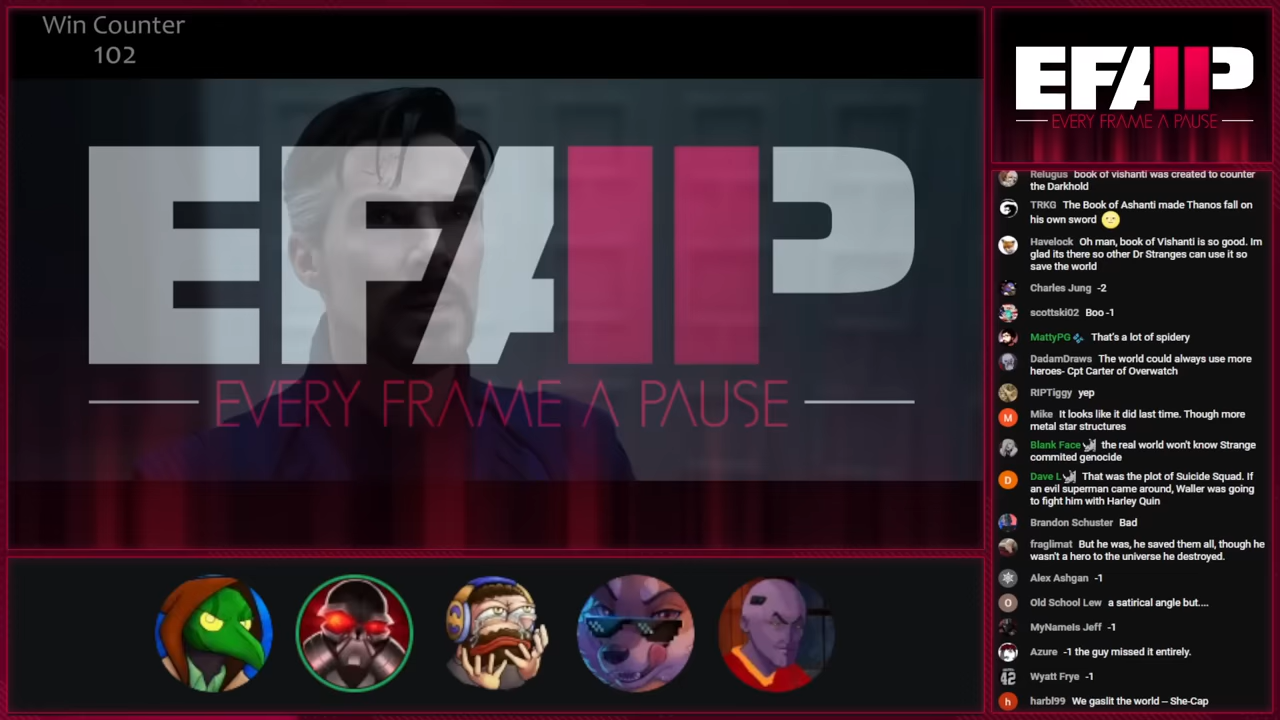 Win Counter
102
EFAP
EVERY FRAME A PAUSE
EFAP
EVERY FRAME A PAUSE
Relugus book of vishanti was created to counter
the Darkhold
TRKG The Book of Ashanti made Thanos fall on
his own sword
Havelock Oh man, book of Vishanti is so good. Im
glad its there so other Dr Stranges can use it so
save the world
Charles Jung -2
scottski02 Boo -1
MattyPG That's a lot of spidery
DadamDraws The world could always use more
heroes- Cpt Carter of Overwatch
RIPTiggy yep
M
Mike It looks like it did last time. Though more
metal star structures
Blank Face the real world won't know Strange
commited genocide
D
Dave L That was the plot of Suicide Squad. If
an evil superman came around, Waller was going
to fight him with Harley Quin
Brandon Schuster Bad
fraglimat But he was, he saved them all, though he
wasn't a hero to the universe he destroyed.
Alex Ashgan -1
O
Old School Lew a satirical angle but....
MyNameIs Jeff -1
Azure -1 the guy missed it entirely.
42
Wyatt Frye -1
h
harbl99 We gaslit the world -- She-Cap